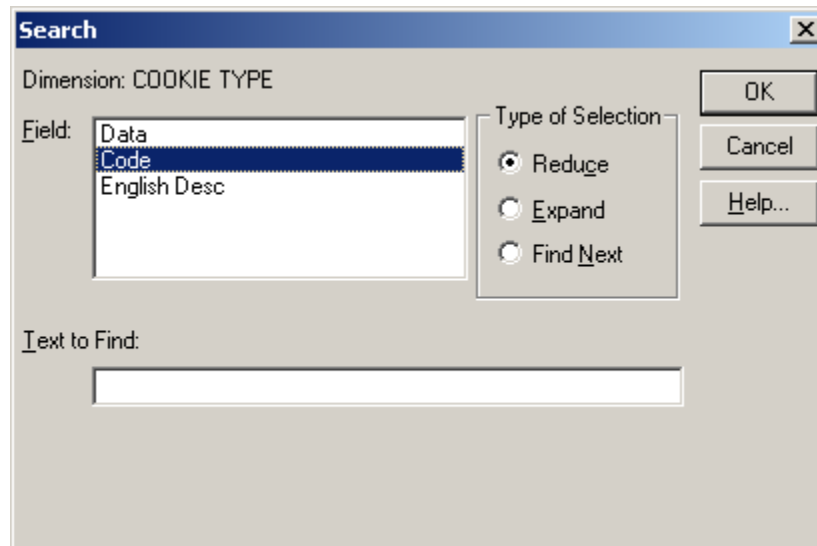 Search
Dimension: COOKIE TYPE
Field:
Data
Code
English Desc
Type of Selection
Reduce
Expand
Find Next
OK
Cancel
Help...
Text to Find: